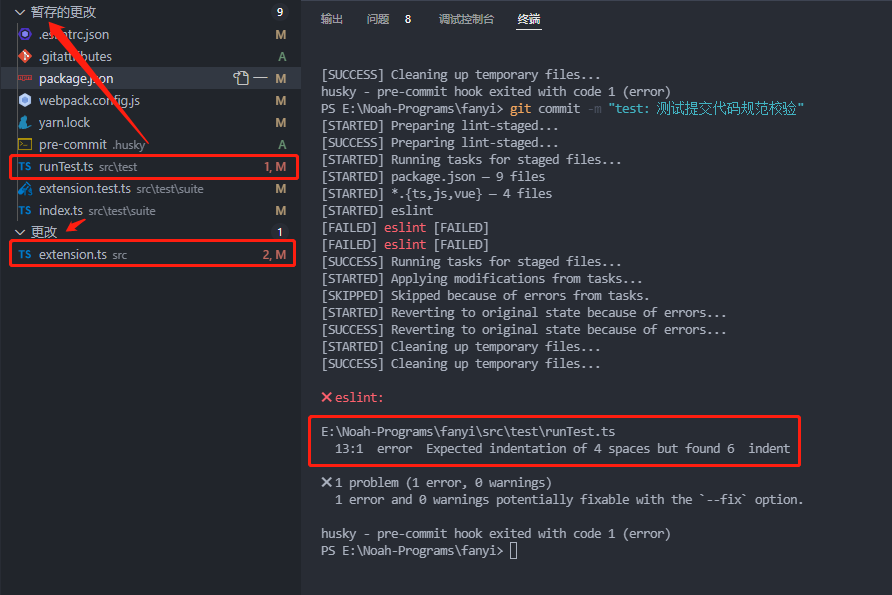 暂存的更改 9
.eslintrc.json M
.gitattributes A
package.json M
webpack.config.js M
yarn.lock M
pre-commit .husky A
TS runTest.ts src\test 1, M
extension.test.ts src\test\suite M
TS index.ts src\test\suite M
更改 1
TS extension.ts src 2, M
输出 问题 8 调试控制台 终端
[SUCCESS] Cleaning up temporary files...
husky - pre-commit hook exited with code 1 (error)
PS E:\Noah-Programs\fanyi> git commit -m "test: 测试提交代码规范校验"
[STARTED] Preparing lint-staged...
[SUCCESS] Preparing lint-staged...
[STARTED] Running tasks for staged files...
[STARTED] package.json — 9 files
[STARTED] *.{ts,js,vue} — 4 files
[STARTED] eslint
[FAILED] eslint [FAILED]
[FAILED] eslint [FAILED]
[SUCCESS] Running tasks for staged files...
[STARTED] Applying modifications from tasks...
[SKIPPED] Skipped because of errors from tasks.
[STARTED] Reverting to original state because of errors...
[SUCCESS] Reverting to original state because of errors...
[STARTED] Cleaning up temporary files...
[SUCCESS] Cleaning up temporary files...
✕ eslint:
E:\Noah-Programs\fanyi\src\test\runTest.ts
13:1 error Expected indentation of 4 spaces but found 6 indent
✕ 1 problem (1 error, 0 warnings)
1 error and 0 warnings potentially fixable with the `--fix` option.
husky - pre-commit hook exited with code 1 (error)
PS E:\Noah-Programs\fanyi>